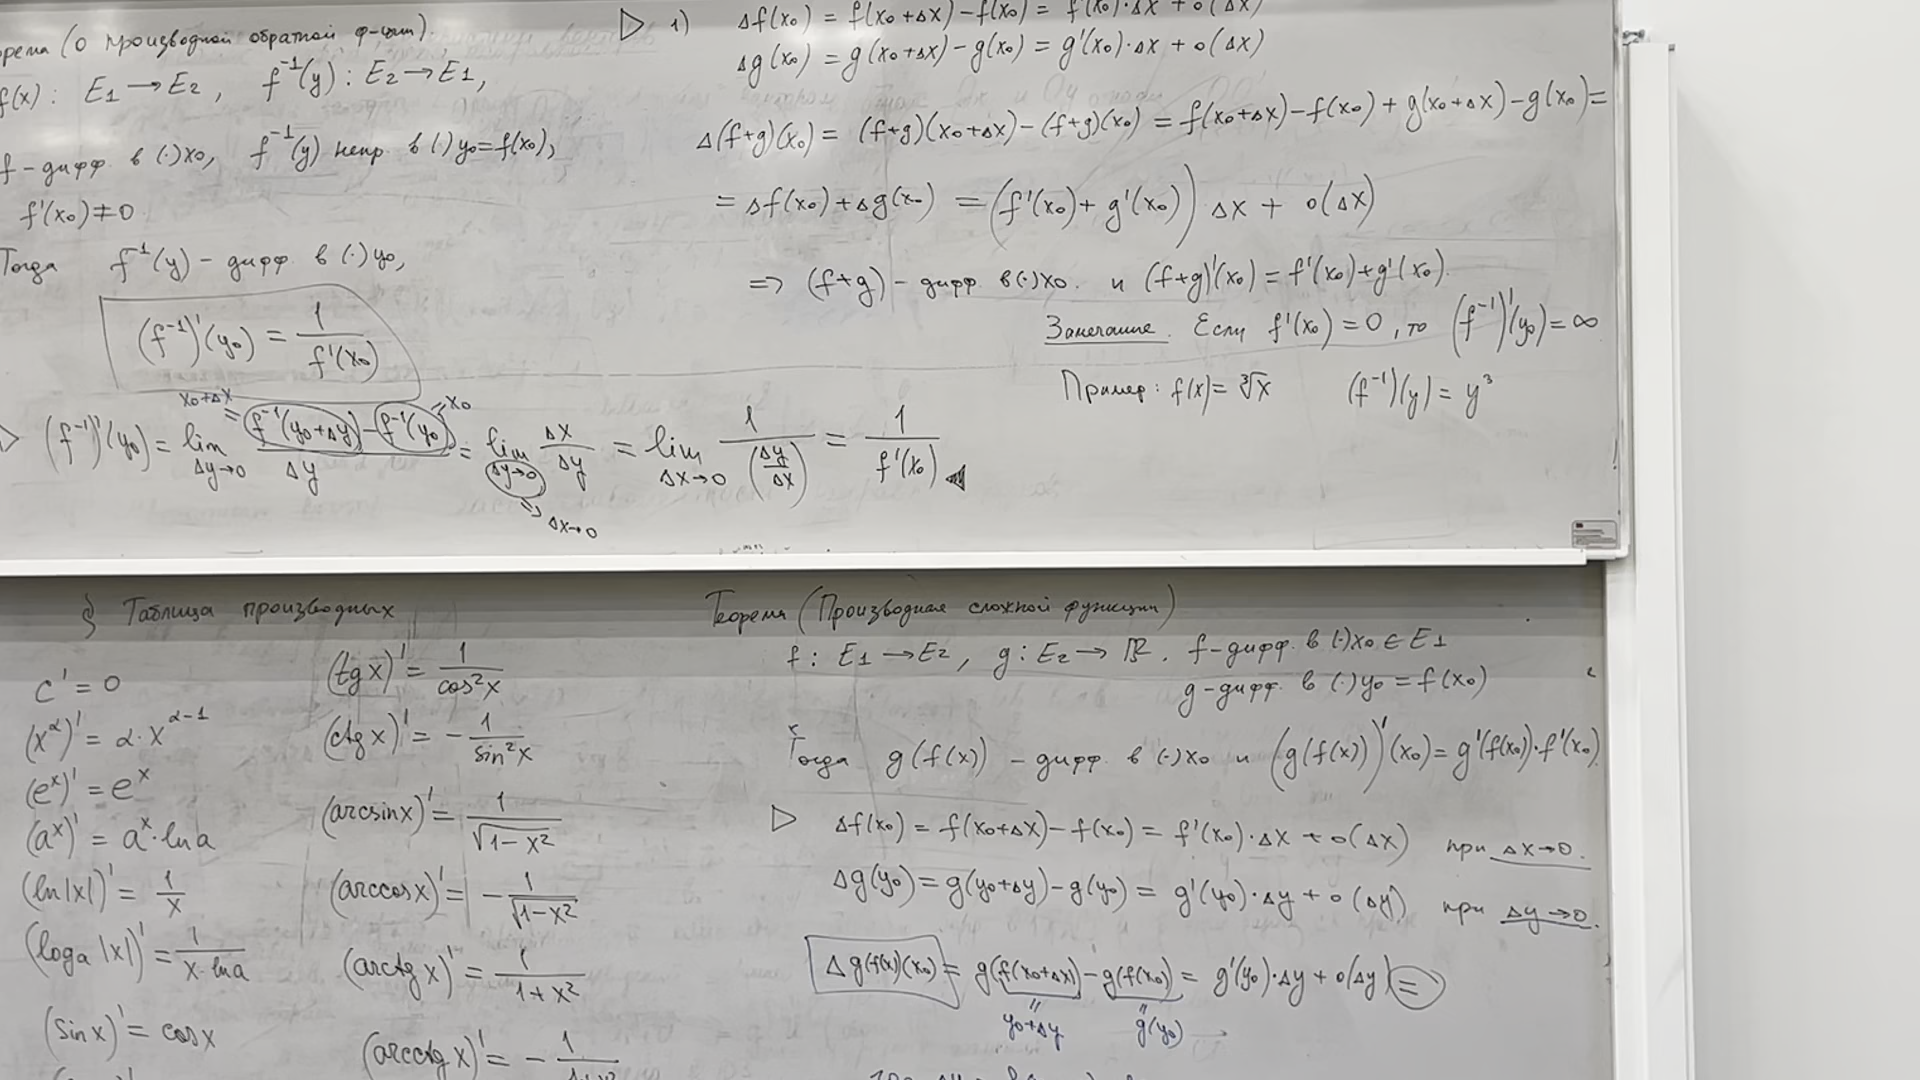 рема (о производной обратной ф-ции).
f(x): E₁→E₂, f⁻¹(y): E₂→E₁,
f - дифф. в (·)x₀, f⁻¹(y) непр. в (·) y₀=f(x₀),
f'(x₀)≠0
Тогда f⁻¹(y) - дифф в (·) y₀,
(f⁻¹)'(y₀) = 1/f'(x₀)
x₀+Δx = = x₀
(f⁻¹)'(y₀) = lim Δy→0 (f⁻¹(y₀+Δy) - f⁻¹(y₀))/Δy = lim Δy→0 Δx/Δy = lim Δx→0 1/(Δy/Δx) = 1/f'(x₀)
⇒ Δx→0
▷ 1) Δf(x₀) = f(x₀+Δx) - f(x₀) = f'(x₀)·Δx + o(Δx)
Δg(x₀) = g(x₀+Δx) - g(x₀) = g'(x₀)·Δx + o(Δx)
Δ(f+g)(x₀) = (f+g)(x₀+Δx) - (f+g)(x₀) = f(x₀+Δx) - f(x₀) + g(x₀+Δx) - g(x₀) =
= Δf(x₀) + Δg(x₀) = (f'(x₀) + g'(x₀)) Δx + o(Δx)
⇒ (f+g) - дифф в (·) x₀. и (f+g)'(x₀) = f'(x₀) + g'(x₀).
Замечание. Если f'(x₀) = 0, то (f⁻¹)'(y₀) = ∞
Пример: f(x) = ∛x (f⁻¹)(y) = y³
§ Таблица производных
c' = 0
(x^α)' = α·x^(α-1)
(eˣ)' = eˣ
(aˣ)' = aˣ·ln a
(ln|x|)' = 1/x
(logₐ|x|)' = 1/(x·ln a)
(sin x)' = cos x
(tg x)' = 1/cos²x
(ctg x)' = - 1/sin²x
(arcsin x)' = 1/√(1-x²)
(arccos x)' = - 1/√(1-x²)
(arctg x)' = 1/(1+x²)
(arcctg x)' = - 1/(1+x²)
Теорема (Производная сложной функции)
f: E₁→E₂, g: E₂→ℝ. f-дифф. в (·) x₀ ∈ E₁
g-дифф. в (·) y₀ = f(x₀)
Тогда g(f(x)) - дифф. в (·) x₀ и (g(f(x)))'(x₀) = g'(f(x₀))·f'(x₀).
▷ Δf(x₀) = f(x₀+Δx) - f(x₀) = f'(x₀)·Δx + o(Δx) при Δx→0.
Δg(y₀) = g(y₀+Δy) - g(y₀) = g'(y₀)·Δy + o(Δy) при Δy→0.
Δg(f(x))(x₀) = g(f(x₀+Δx)) - g(f(x₀)) = g'(y₀)·Δy + o(Δy) =
y₀+Δy g(y₀)